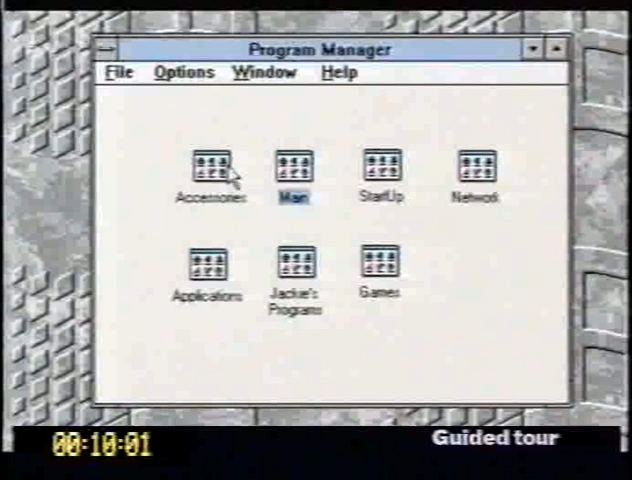 Program Manager
File Options Window Help
Accessories Main StartUp Network
Applications Jackie's Programs Games
00:10:01
Guided tour